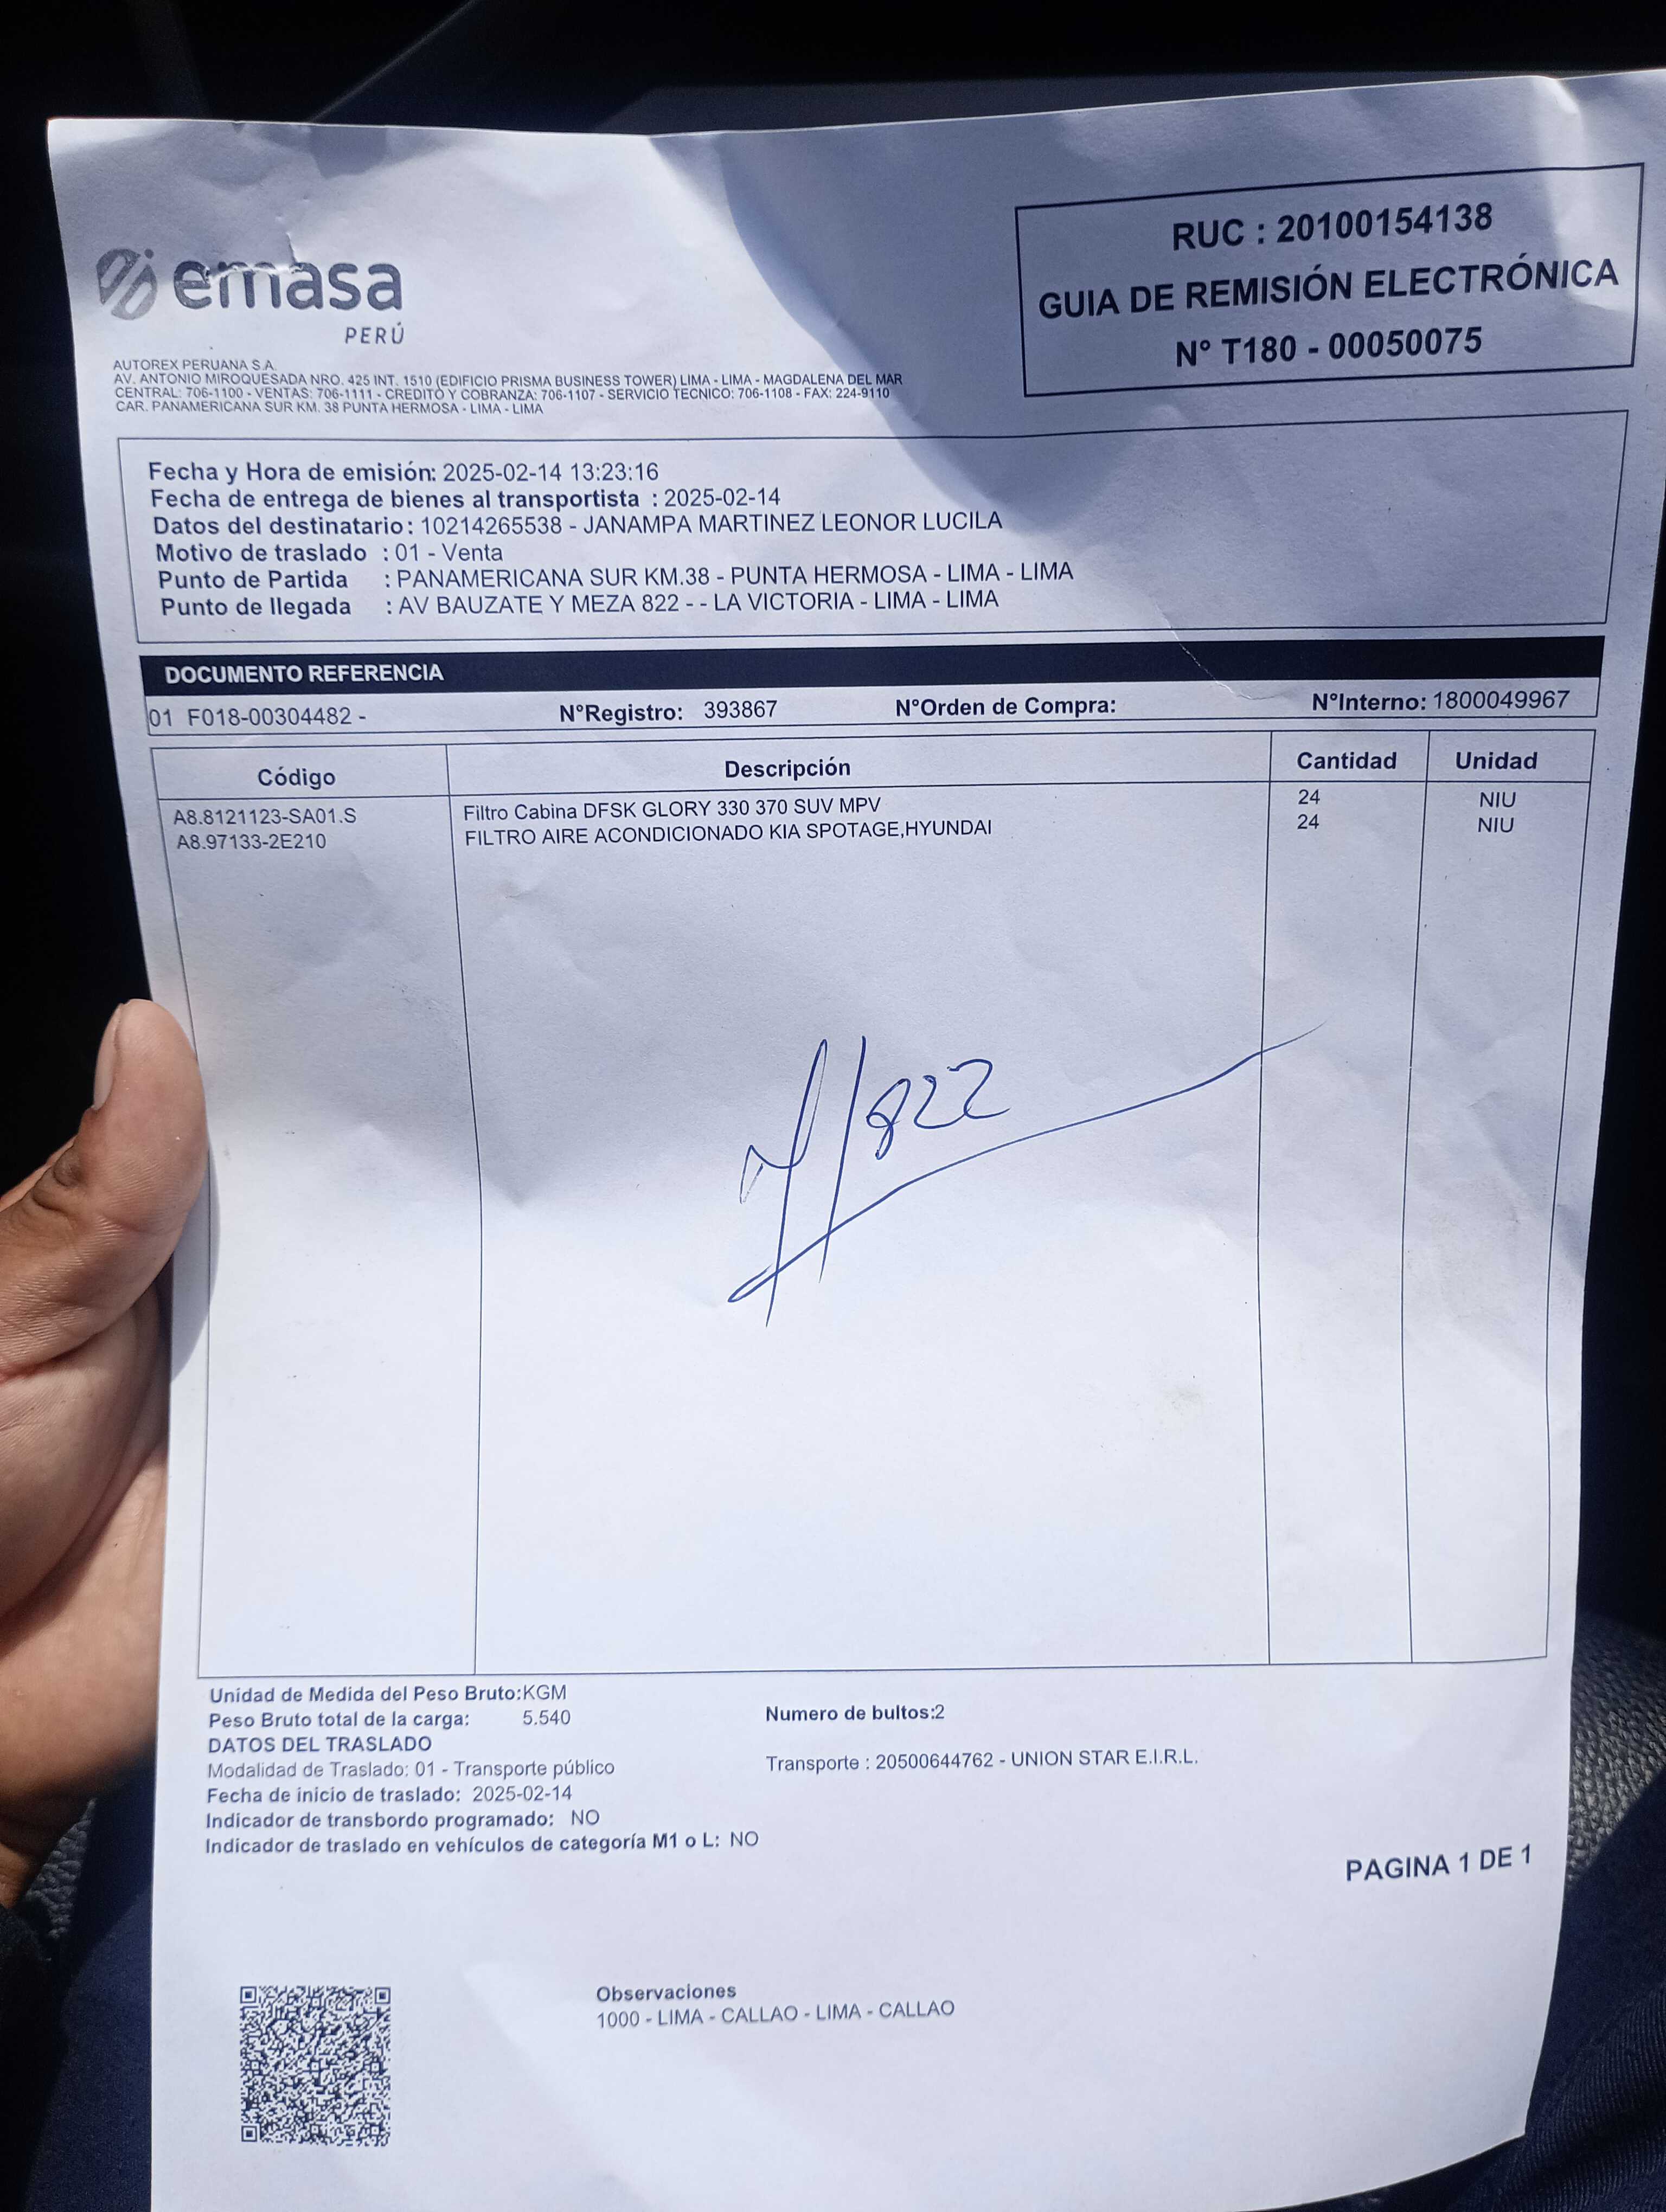 emasa
PERÚ
RUC : 20100154138
GUIA DE REMISIÓN ELECTRÓNICA
N° T180 - 00050075
AUTOREX PERUANA S.A.
AV. ANTONIO MIROQUESADA NRO. 425 INT. 1510 (EDIFICIO PRISMA BUSINESS TOWER) LIMA - LIMA - MAGDALENA DEL MAR
CENTRAL: 706-1100 - VENTAS: 706-1111 - CREDITO Y COBRANZA: 706-1107 - SERVICIO TECNICO: 706-1108 - FAX: 224-9110
CAR. PANAMERICANA SUR KM. 38 PUNTA HERMOSA - LIMA - LIMA
Fecha y Hora de emisión: 2025-02-14 13:23:16
Fecha de entrega de bienes al transportista : 2025-02-14
Datos del destinatario : 10214265538 - JANAMPA MARTINEZ LEONOR LUCILA
Motivo de traslado : 01 - Venta
Punto de Partida : PANAMERICANA SUR KM.38 - PUNTA HERMOSA - LIMA - LIMA
Punto de llegada : AV BAUZATE Y MEZA 822 - - LA VICTORIA - LIMA - LIMA
DOCUMENTO REFERENCIA
01 F018-00304482 - N°Registro: 393867 N°Orden de Compra: N°Interno: 1800049967
Código Descripción Cantidad Unidad
A8.8121123-SA01.S Filtro Cabina DFSK GLORY 330 370 SUV MPV 24 NIU
A8.97133-2E210 FILTRO AIRE ACONDICIONADO KIA SPOTAGE,HYUNDAI 24 NIU
822
Unidad de Medida del Peso Bruto:KGM
Peso Bruto total de la carga: 5.540 Numero de bultos:2
DATOS DEL TRASLADO
Modalidad de Traslado: 01 - Transporte público Transporte : 20500644762 - UNION STAR E.I.R.L.
Fecha de inicio de traslado: 2025-02-14
Indicador de transbordo programado: NO
Indicador de traslado en vehículos de categoría M1 o L: NO
PAGINA 1 DE 1
Observaciones
1000 - LIMA - CALLAO - LIMA - CALLAO